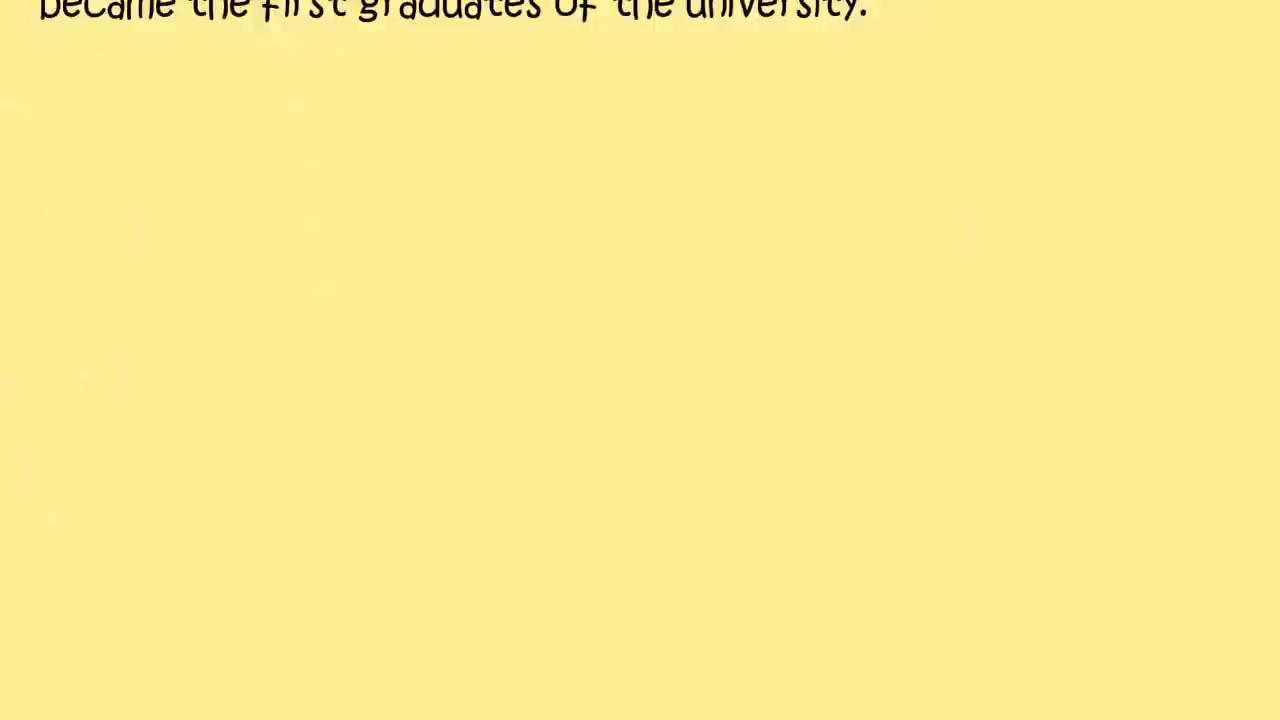 became the first graduates of the university.